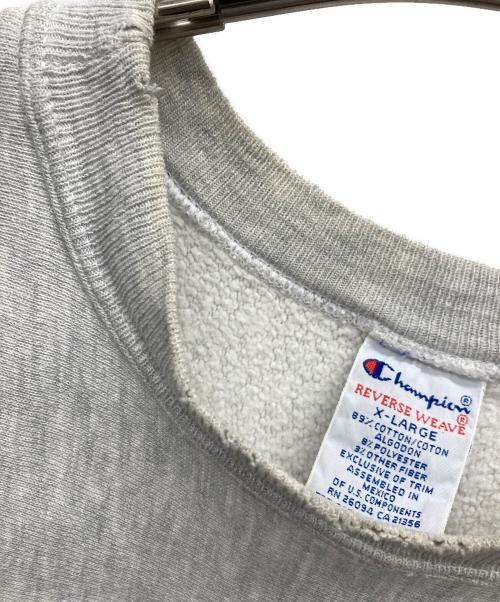 Champion®
REVERSE WEAVE®
X-LARGE
89% COTTON/COTON
ALGODON
8% POLYESTER
3% OTHER FIBER
EXCLUSIVE OF TRIM
ASSEMBLED IN
MEXICO
OF U.S. COMPONENTS
RN 26094 CA 21356